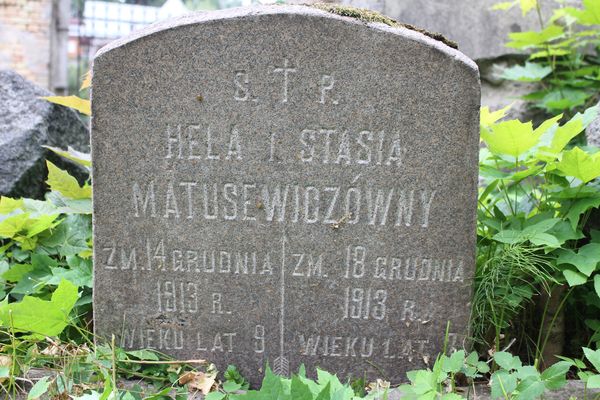 Ś. † P.
HELA I STASIA
MATUSEWICZÓWNY
ZM. 14 GRUDNIA
1913 R.
WIEKU LAT 9
ZM. 18 GRUDNIA
1913 R.
WIEKU LAT